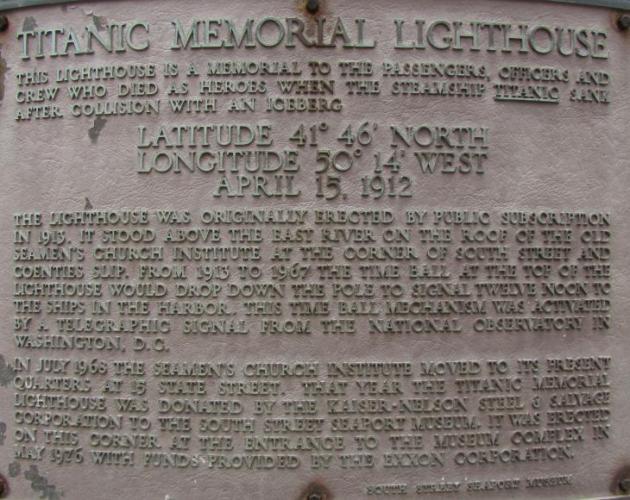 TITANIC MEMORIAL LIGHTHOUSE
THIS LIGHTHOUSE IS A MEMORIAL TO THE PASSENGERS, OFFICERS AND
CREW WHO DIED AS HEROES WHEN THE STEAMSHIP TITANIC SANK
AFTER COLLISION WITH AN ICEBERG
LATITUDE 41° 46' NORTH
LONGITUDE 50° 14' WEST
APRIL 15, 1912
THE LIGHTHOUSE WAS ORIGINALLY ERECTED BY PUBLIC SUBSCRIPTION
IN 1913. IT STOOD ABOVE THE EAST RIVER ON THE ROOF OF THE OLD
SEAMEN'S CHURCH INSTITUTE AT THE CORNER OF SOUTH STREET AND
COENTIES SLIP. FROM 1913 TO 1967 THE TIME BALL AT THE TOP OF THE
LIGHTHOUSE WOULD DROP DOWN THE POLE TO SIGNAL TWELVE NOON TO
THE SHIPS IN THE HARBOR. THIS TIME BALL MECHANISM WAS ACTIVATED
BY A TELEGRAPHIC SIGNAL FROM THE NATIONAL OBSERVATORY IN
WASHINGTON, D.C.
IN JULY 1968 THE SEAMEN'S CHURCH INSTITUTE MOVED TO ITS PRESENT
QUARTERS AT 15 STATE STREET. THAT YEAR THE TITANIC MEMORIAL
LIGHTHOUSE WAS DONATED BY THE KAISER-NELSON STEEL & SALVAGE
CORPORATION TO THE SOUTH STREET SEAPORT MUSEUM. IT WAS ERECTED
ON THIS CORNER AT THE ENTRANCE TO THE MUSEUM COMPLEX IN
MAY 1976 WITH FUNDS PROVIDED BY THE EXXON CORPORATION.
SOUTH STREET SEAPORT MUSEUM